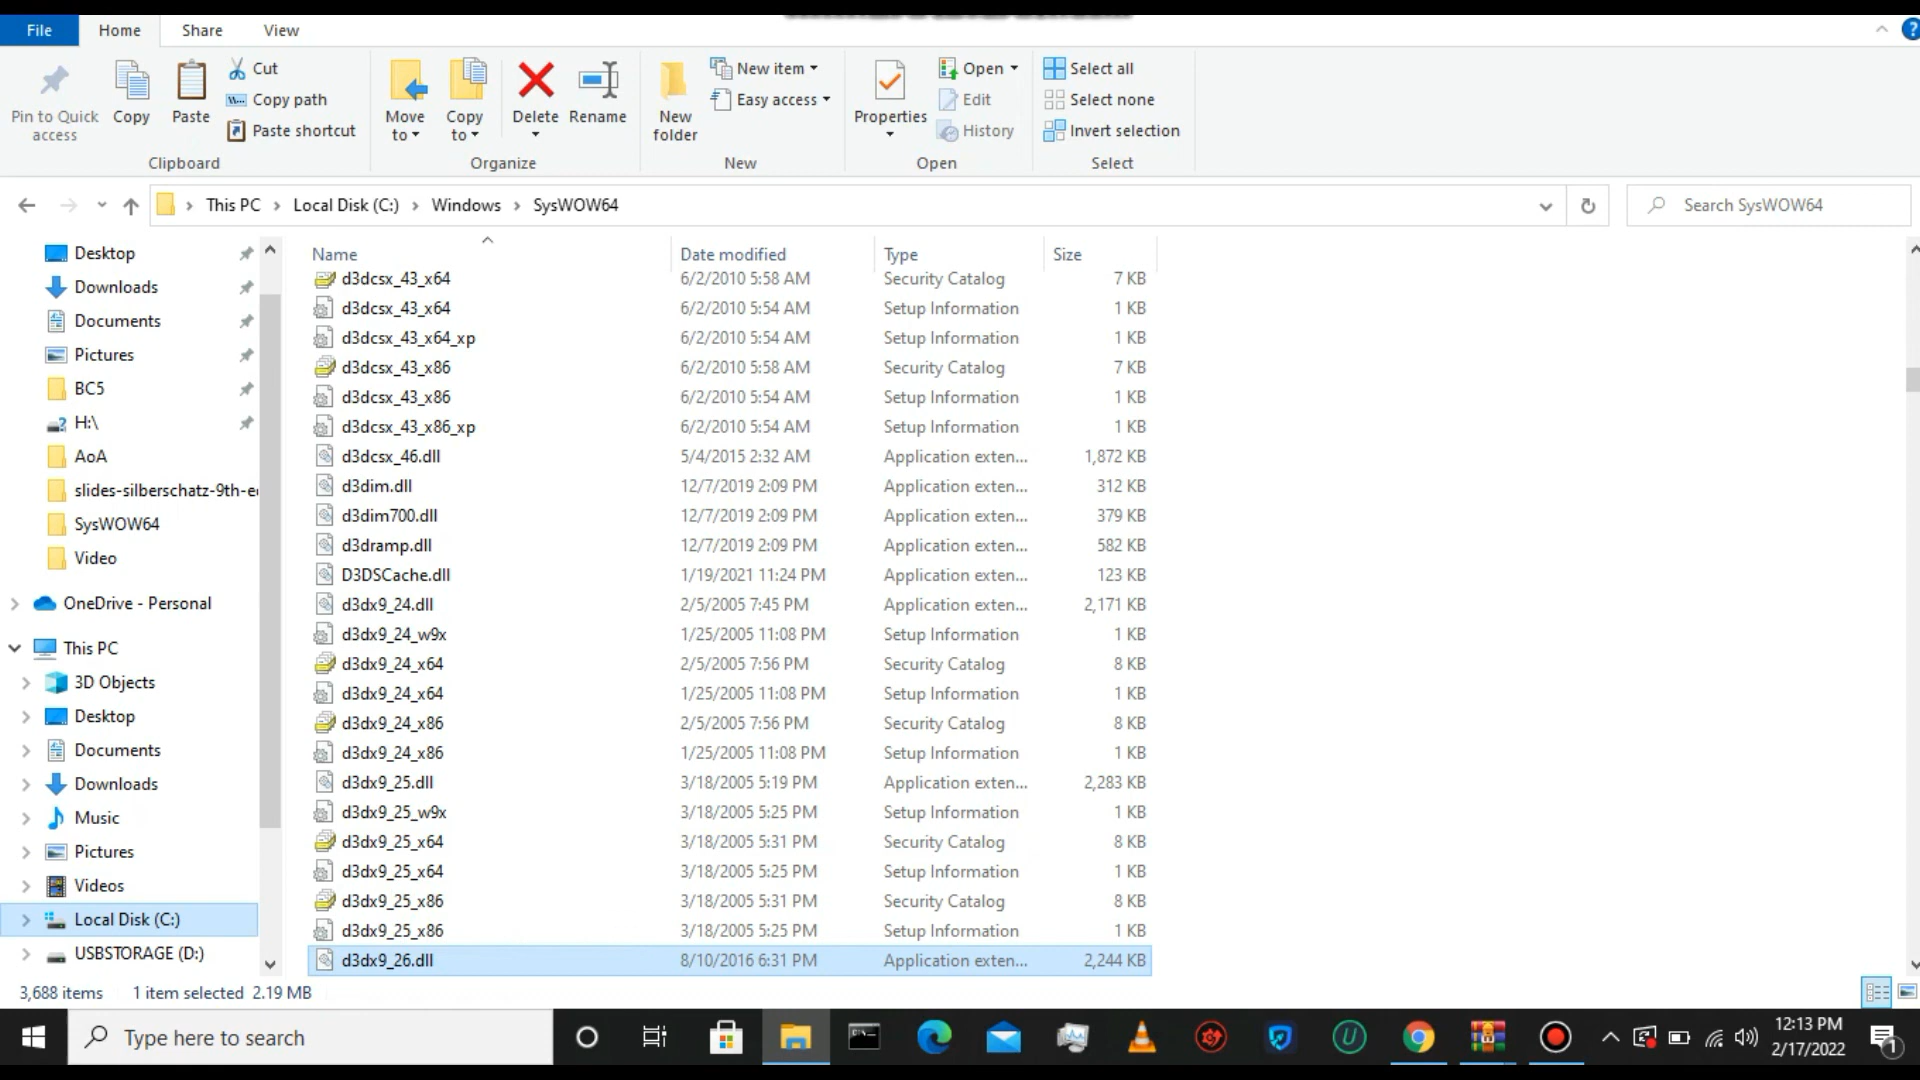 File Home Share View
Pin to Quick access
Copy
Paste
Cut
Copy path
Paste shortcut
Clipboard
Move to
Copy to
Delete
Rename
Organize
New folder
New item
Easy access
New
Properties
Open
Edit
History
Open
Select all
Select none
Invert selection
Select
This PC › Local Disk (C:) › Windows › SysWOW64
Search SysWOW64
Desktop
Downloads
Documents
Pictures
BC5
H:\
AoA
slides-silberschatz-9th-e
SysWOW64
Video
OneDrive - Personal
This PC
3D Objects
Desktop
Documents
Downloads
Music
Pictures
Videos
Local Disk (C:)
USBSTORAGE (D:)
Name Date modified Type Size
d3dcsx_43_x64 6/2/2010 5:58 AM Security Catalog 7 KB
d3dcsx_43_x64 6/2/2010 5:54 AM Setup Information 1 KB
d3dcsx_43_x64_xp 6/2/2010 5:54 AM Setup Information 1 KB
d3dcsx_43_x86 6/2/2010 5:58 AM Security Catalog 7 KB
d3dcsx_43_x86 6/2/2010 5:54 AM Setup Information 1 KB
d3dcsx_43_x86_xp 6/2/2010 5:54 AM Setup Information 1 KB
d3dcsx_46.dll 5/4/2015 2:32 AM Application exten... 1,872 KB
d3dim.dll 12/7/2019 2:09 PM Application exten... 312 KB
d3dim700.dll 12/7/2019 2:09 PM Application exten... 379 KB
d3dramp.dll 12/7/2019 2:09 PM Application exten... 582 KB
D3DSCache.dll 1/19/2021 11:24 PM Application exten... 123 KB
d3dx9_24.dll 2/5/2005 7:45 PM Application exten... 2,171 KB
d3dx9_24_w9x 1/25/2005 11:08 PM Setup Information 1 KB
d3dx9_24_x64 2/5/2005 7:56 PM Security Catalog 8 KB
d3dx9_24_x64 1/25/2005 11:08 PM Setup Information 1 KB
d3dx9_24_x86 2/5/2005 7:56 PM Security Catalog 8 KB
d3dx9_24_x86 1/25/2005 11:08 PM Setup Information 1 KB
d3dx9_25.dll 3/18/2005 5:19 PM Application exten... 2,283 KB
d3dx9_25_w9x 3/18/2005 5:25 PM Setup Information 1 KB
d3dx9_25_x64 3/18/2005 5:31 PM Security Catalog 8 KB
d3dx9_25_x64 3/18/2005 5:25 PM Setup Information 1 KB
d3dx9_25_x86 3/18/2005 5:31 PM Security Catalog 8 KB
d3dx9_25_x86 3/18/2005 5:25 PM Setup Information 1 KB
d3dx9_26.dll 8/10/2016 6:31 PM Application exten... 2,244 KB
3,688 items 1 item selected 2.19 MB
Type here to search
12:13 PM
2/17/2022
1